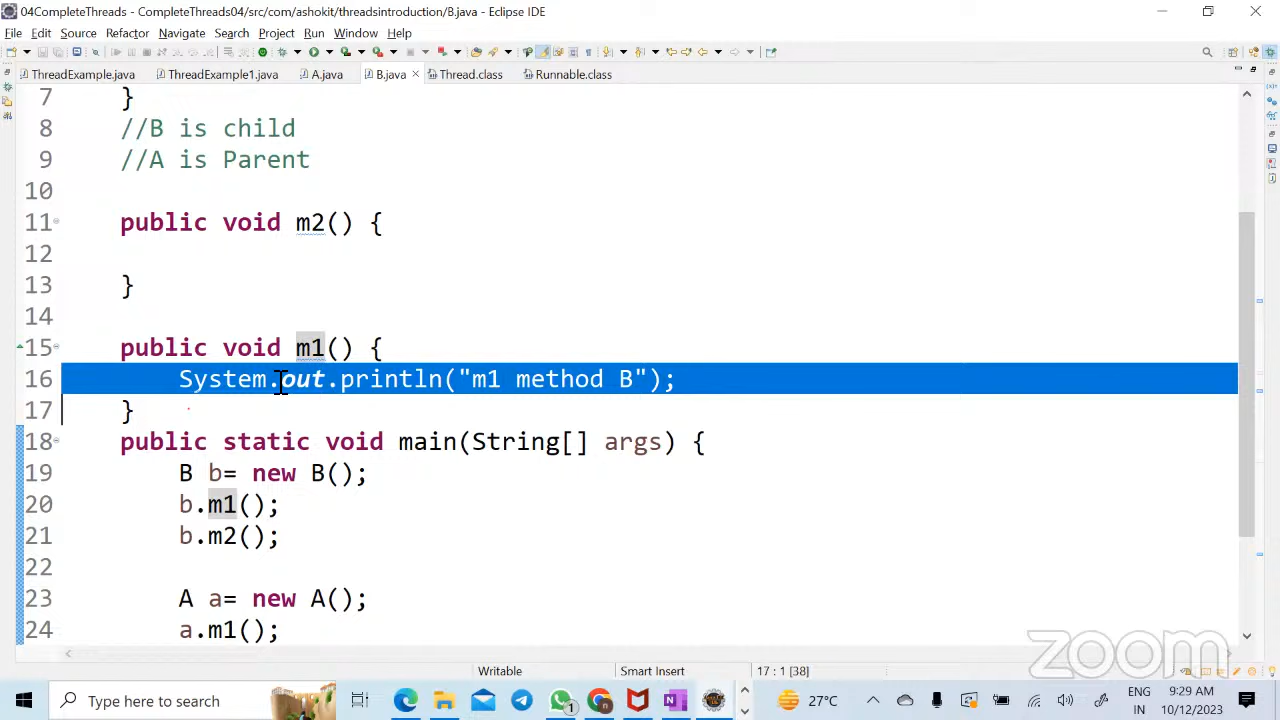 04CompleteThreads - CompleteThreads04/src/com/ashokit/threadsintroduction/B.java - Eclipse IDE
File Edit Source Refactor Navigate Search Project Run Window Help
ThreadExample.java ThreadExample1.java A.java B.java Thread.class Runnable.class
7 }
8 //B is child
9 //A is Parent
10
11 public void m2() {
12
13 }
14
15 public void m1() {
16 System.out.println("m1 method B");
17 }
18 public static void main(String[] args) {
19 B b= new B();
20 b.m1();
21 b.m2();
22
23 A a= new A();
24 a.m1();
zoom
Writable Smart Insert 17 : 1 [38]
Type here to search 1 27°C ENG IN 9:29 AM 10/12/2023